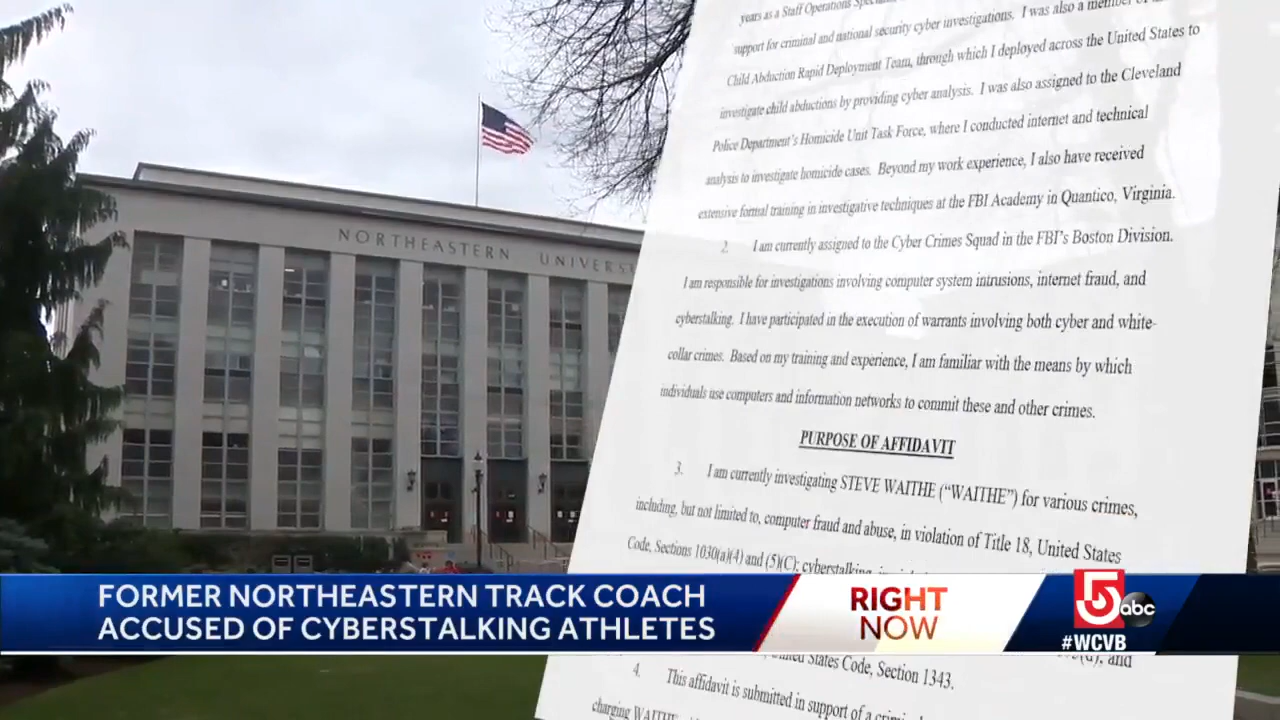 years as a Staff Operations
support for criminal and national security cyber investigations. I was also a member
Child Abduction Rapid Deployment Team, through which I deployed across the United States to
investigate child abductions by providing cyber analysis. I was also assigned to the Cleveland
Police Department's Homicide Unit Task Force, where I conducted internet and technical
analysis to investigate homicide cases. Beyond my work experience, I also have received
extensive formal training in investigative techniques at the FBI Academy in Quantico, Virginia.
2. I am currently assigned to the Cyber Crimes Squad in the FBI's Boston Division.
I am responsible for investigations involving computer system intrusions, internet fraud, and
cyberstalking. I have participated in the execution of warrants involving both cyber and white-
collar crimes. Based on my training and experience, I am familiar with the means by which
individuals use computers and information networks to commit these and other crimes.
PURPOSE OF AFFIDAVIT
3. I am currently investigating STEVE WAITHE ("WAITHE") for various crimes,
including, but not limited to, computer fraud and abuse, in violation of Title 18, United States
Code, Sections 1030(a)(4) and (5)(C); cyberstalking,
and
United States Code, Section 1343.
4. This affidavit is submitted in support of a
charging WAITHE
NORTHEASTERN
FORMER NORTHEASTERN TRACK COACH
ACCUSED OF CYBERSTALKING ATHLETES
RIGHT
NOW
5 abc
#WCVB